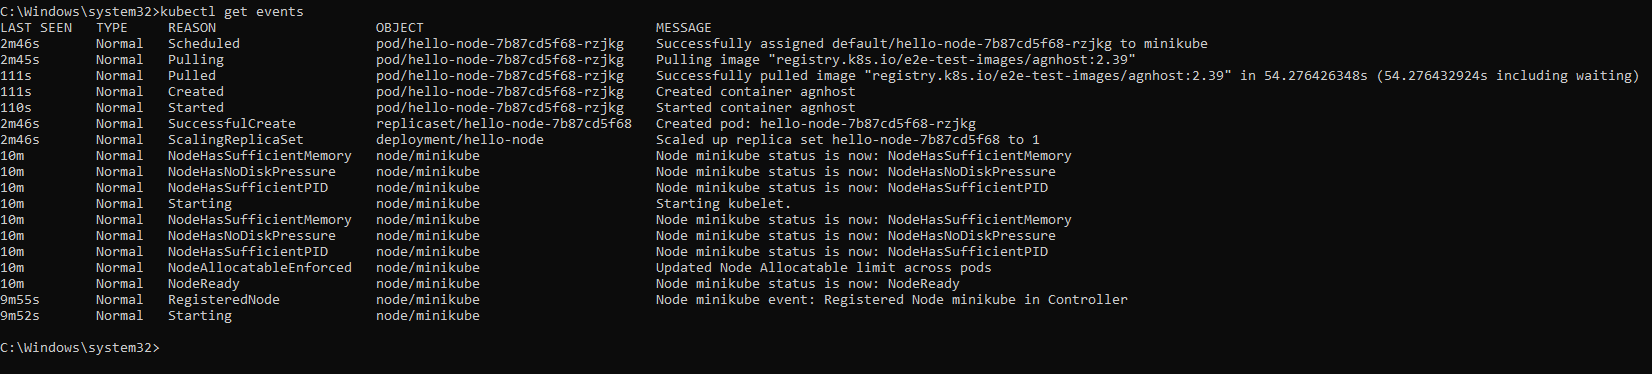 C:\Windows\system32>kubectl get events
LAST SEEN   TYPE     REASON                    OBJECT                             MESSAGE
2m46s       Normal   Scheduled                 pod/hello-node-7b87cd5f68-rzjkg    Successfully assigned default/hello-node-7b87cd5f68-rzjkg to minikube
2m45s       Normal   Pulling                   pod/hello-node-7b87cd5f68-rzjkg    Pulling image "registry.k8s.io/e2e-test-images/agnhost:2.39"
111s        Normal   Pulled                    pod/hello-node-7b87cd5f68-rzjkg    Successfully pulled image "registry.k8s.io/e2e-test-images/agnhost:2.39" in 54.276426348s (54.276432924s including waiting)
111s        Normal   Created                   pod/hello-node-7b87cd5f68-rzjkg    Created container agnhost
110s        Normal   Started                   pod/hello-node-7b87cd5f68-rzjkg    Started container agnhost
2m46s       Normal   SuccessfulCreate          replicaset/hello-node-7b87cd5f68   Created pod: hello-node-7b87cd5f68-rzjkg
2m46s       Normal   ScalingReplicaSet         deployment/hello-node              Scaled up replica set hello-node-7b87cd5f68 to 1
10m         Normal   NodeHasSufficientMemory   node/minikube                      Node minikube status is now: NodeHasSufficientMemory
10m         Normal   NodeHasNoDiskPressure     node/minikube                      Node minikube status is now: NodeHasNoDiskPressure
10m         Normal   NodeHasSufficientPID      node/minikube                      Node minikube status is now: NodeHasSufficientPID
10m         Normal   Starting                  node/minikube                      Starting kubelet.
10m         Normal   NodeHasSufficientMemory   node/minikube                      Node minikube status is now: NodeHasSufficientMemory
10m         Normal   NodeHasNoDiskPressure     node/minikube                      Node minikube status is now: NodeHasNoDiskPressure
10m         Normal   NodeHasSufficientPID      node/minikube                      Node minikube status is now: NodeHasSufficientPID
10m         Normal   NodeAllocatableEnforced   node/minikube                      Updated Node Allocatable limit across pods
10m         Normal   NodeReady                 node/minikube                      Node minikube status is now: NodeReady
9m55s       Normal   RegisteredNode            node/minikube                      Node minikube event: Registered Node minikube in Controller
9m52s       Normal   Starting                  node/minikube
C:\Windows\system32>